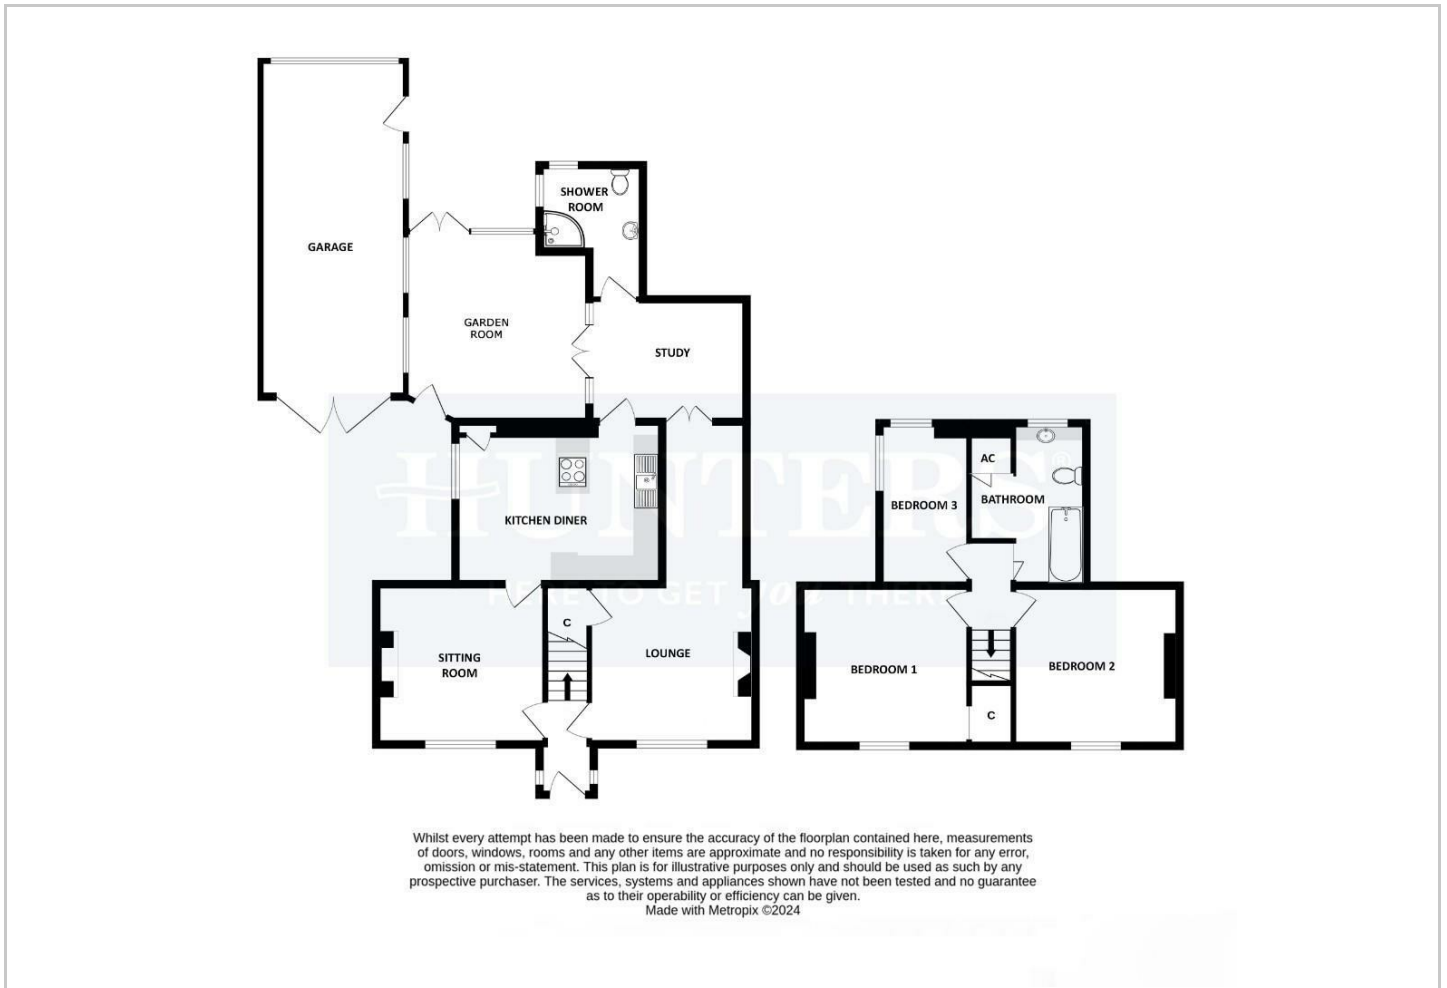 SHOWER
ROOM
GARAGE
GARDEN
ROOM
STUDY
HUNTERS®
KITCHEN DINER
HERE TO GET you THERE
SITTING
ROOM
C
LOUNGE
AC
BATHROOM
BEDROOM 3
BEDROOM 1
BEDROOM 2
C
Whilst every attempt has been made to ensure the accuracy of the floorplan contained here, measurements
of doors, windows, rooms and any other items are approximate and no responsibility is taken for any error,
omission or mis-statement. This plan is for illustrative purposes only and should be used as such by any
prospective purchaser. The services, systems and appliances shown have not been tested and no guarantee
as to their operability or efficiency can be given.
Made with Metropix ©2024